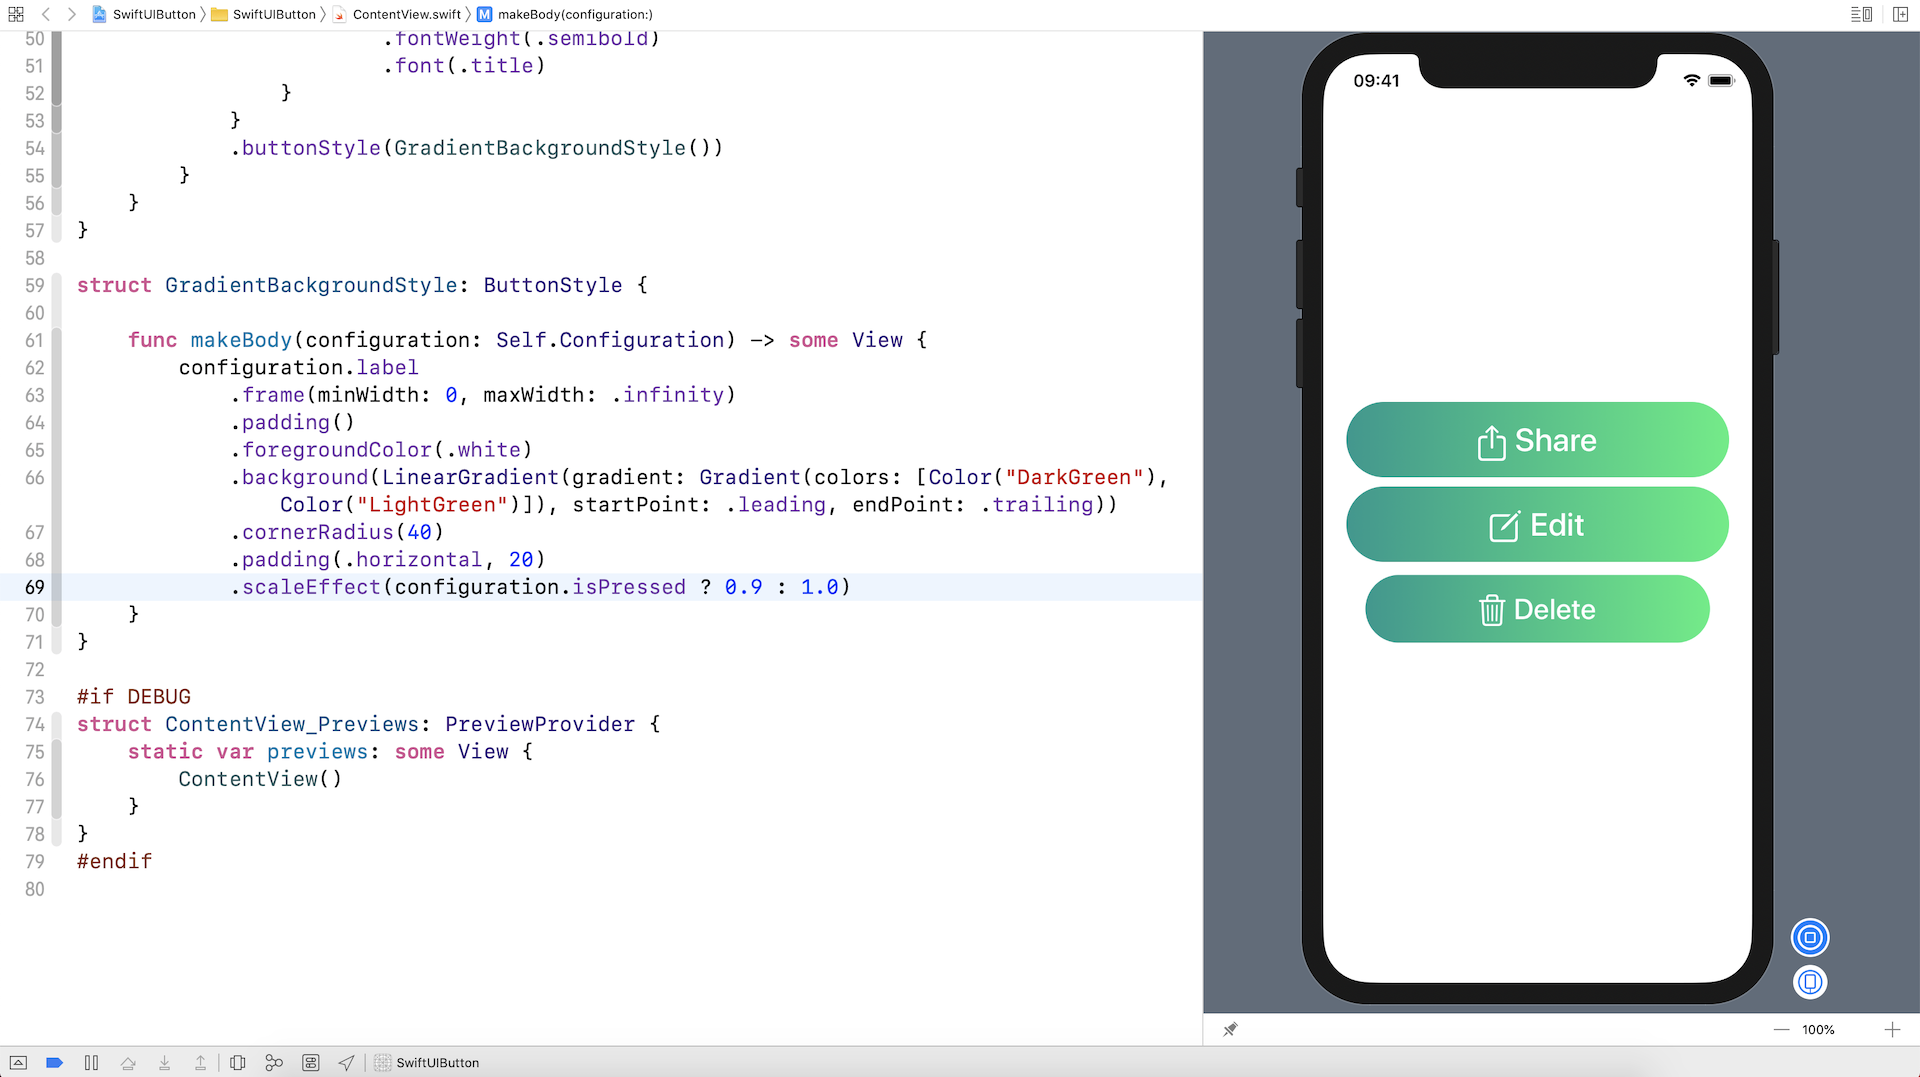 SwiftUIButton SwiftUIButton ContentView.swift M makeBody(configuration:)
50 .fontWeight(.semibold)
51 .font(.title)
52 }
53 }
54 .buttonStyle(GradientBackgroundStyle())
55 }
56 }
57 }
58
59 struct GradientBackgroundStyle: ButtonStyle {
60
61 func makeBody(configuration: Self.Configuration) -> some View {
62 configuration.label
63 .frame(minWidth: 0, maxWidth: .infinity)
64 .padding()
65 .foregroundColor(.white)
66 .background(LinearGradient(gradient: Gradient(colors: [Color("DarkGreen"),
Color("LightGreen")]), startPoint: .leading, endPoint: .trailing))
67 .cornerRadius(40)
68 .padding(.horizontal, 20)
69 .scaleEffect(configuration.isPressed ? 0.9 : 1.0)
70 }
71 }
72
73 #if DEBUG
74 struct ContentView_Previews: PreviewProvider {
75 static var previews: some View {
76 ContentView()
77 }
78 }
79 #endif
80
09:41
Share
Edit
Delete
100%
SwiftUIButton